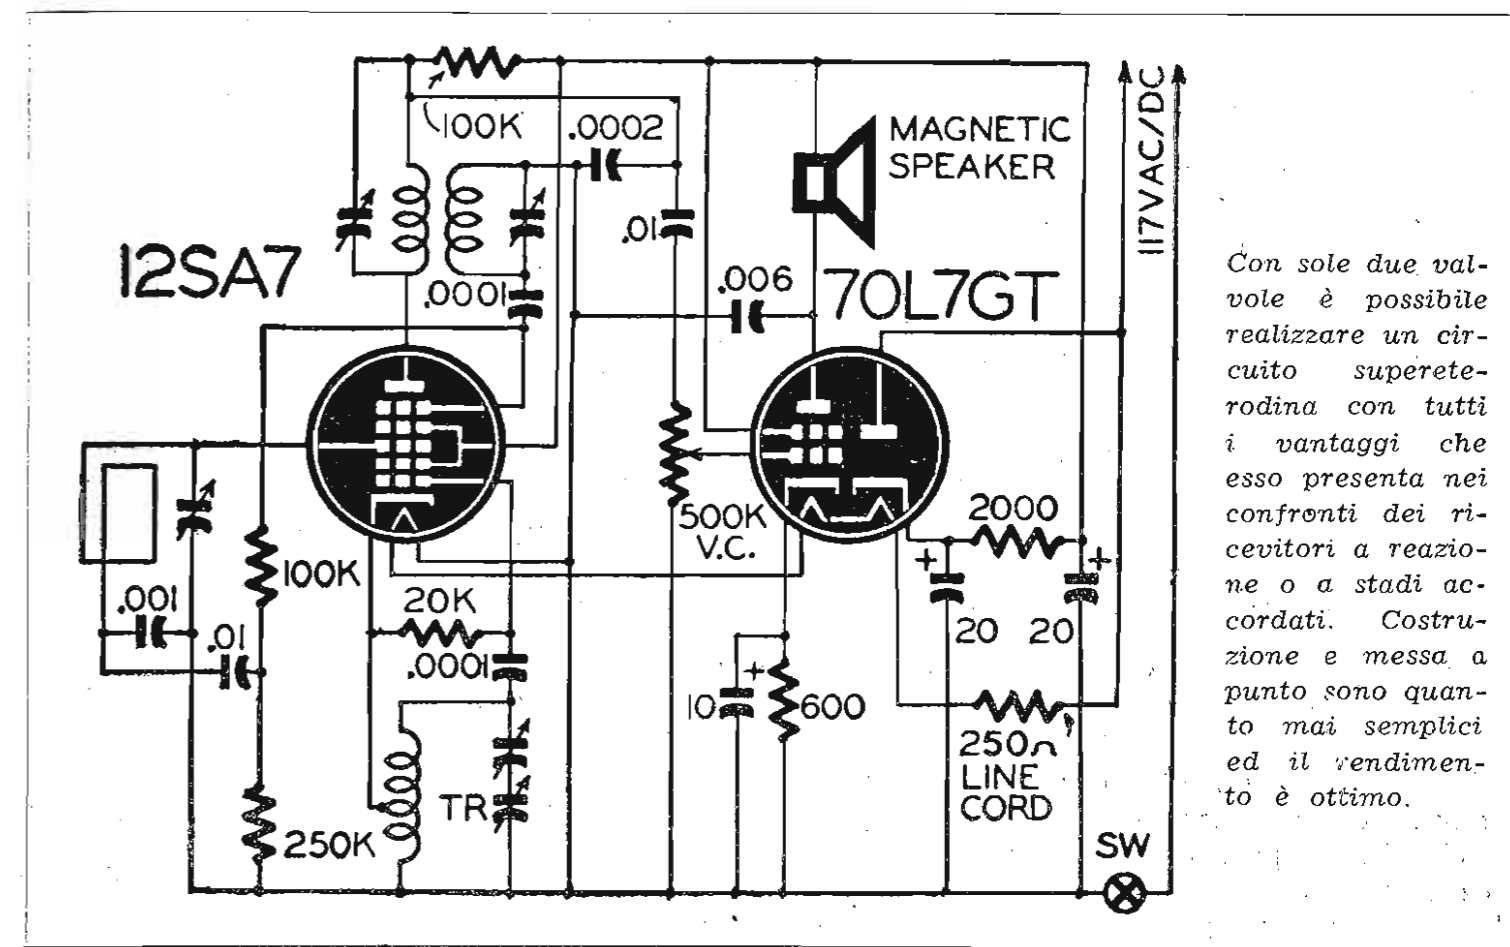 100K
.0002
MAGNETIC
SPEAKER
117VAC/DC
.01
12SA7
.0001
.006
70L7GT
100K
500K
V.C.
2000
+
+
20
20
.001
.01
20K
.0001
+
10
600
250Ω
LINE
CORD
TR
250K
SW
Con sole due val-
vole è possibile
realizzare un cir-
cuito superete-
rodina con tutti
i vantaggi che
esso presenta nei
confronti dei ri-
cevitori a reazio-
ne o a stadi ac-
cordati. Costru-
zione e messa a
punto sono quan-
to mai semplici
ed il rendimen-
to è ottimo.